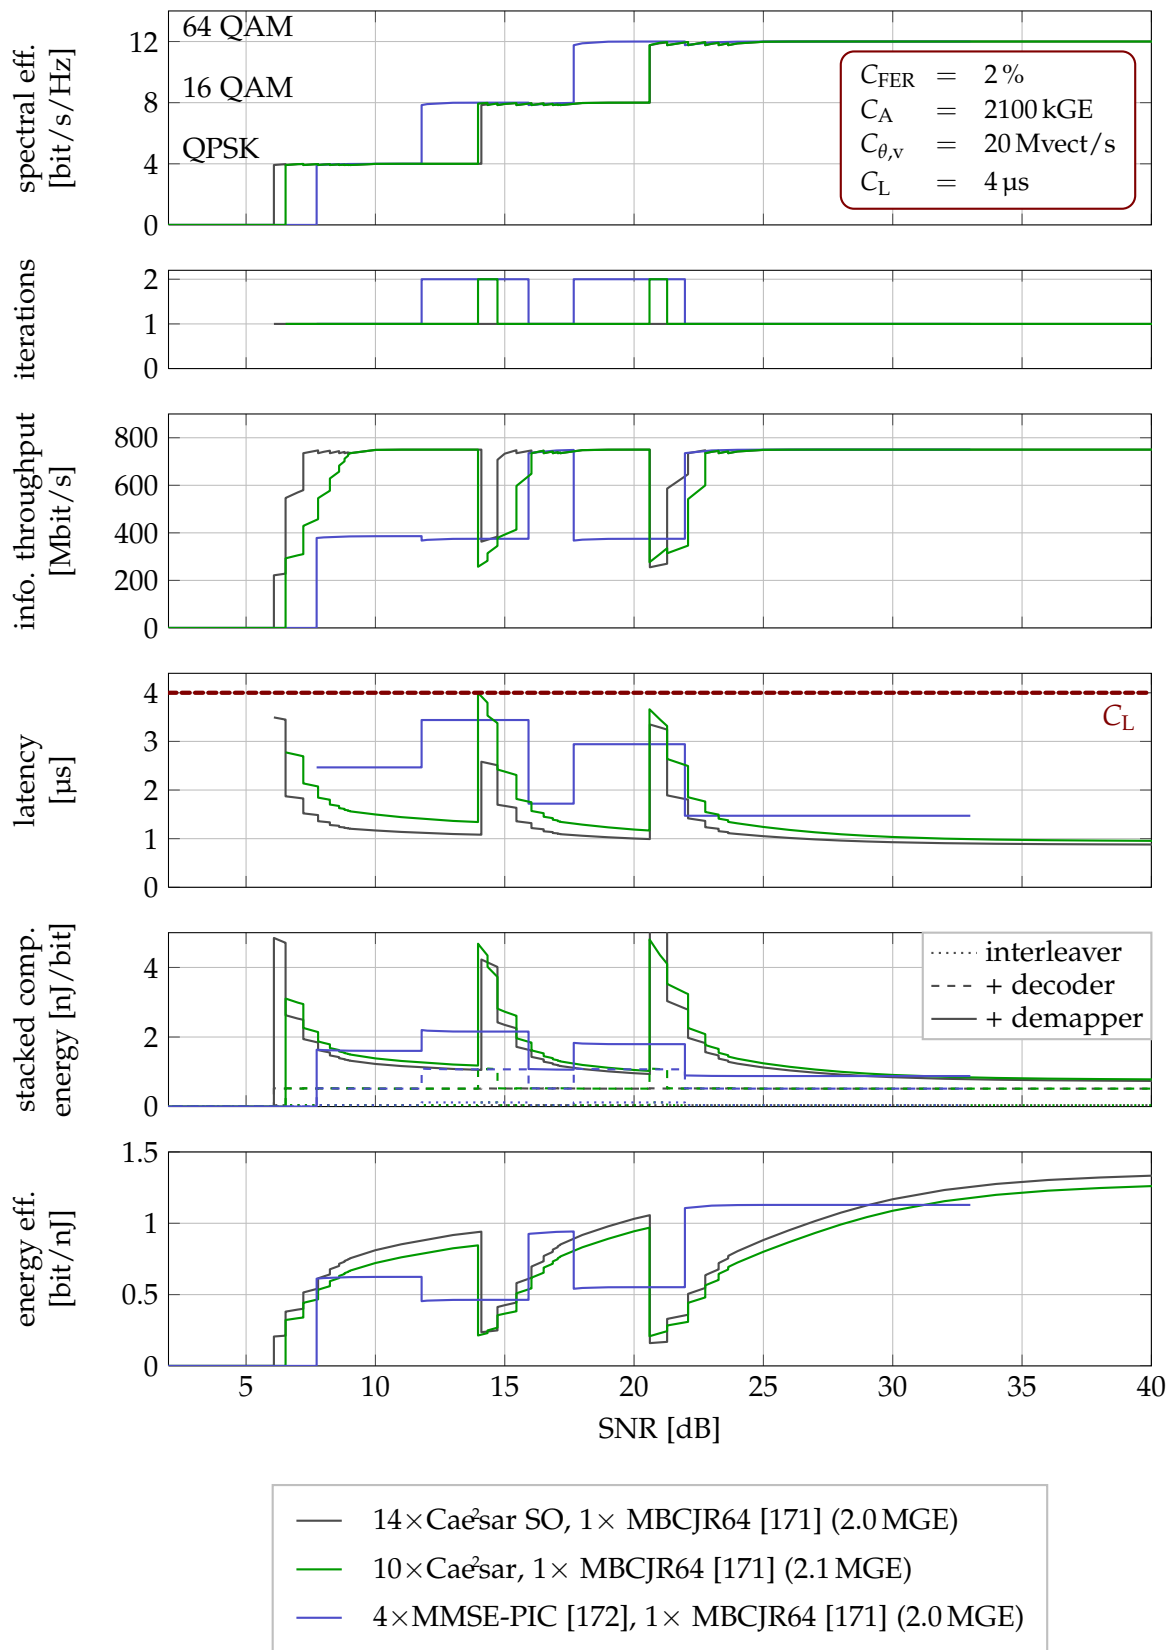 spectral eff.
[bit/s/Hz]
12
8
4
0
64 QAM
16 QAM
QPSK
C_FER = 2 %
C_A = 2100 kGE
C_θ,v = 20 Mvect/s
C_L = 4 µs
iterations
2
1
0
info. throughput
[Mbit/s]
800
600
400
200
0
latency
[µs]
4
3
2
1
0
C_L
stacked comp.
energy [nJ/bit]
4
2
0
interleaver
+ decoder
+ demapper
energy eff.
[bit/nJ]
1.5
1
0.5
0
5 10 15 20 25 30 35 40
SNR [dB]
14×Cae²sar SO, 1× MBCJR64 [171] (2.0 MGE)
10×Cae²sar, 1× MBCJR64 [171] (2.1 MGE)
4×MMSE-PIC [172], 1× MBCJR64 [171] (2.0 MGE)